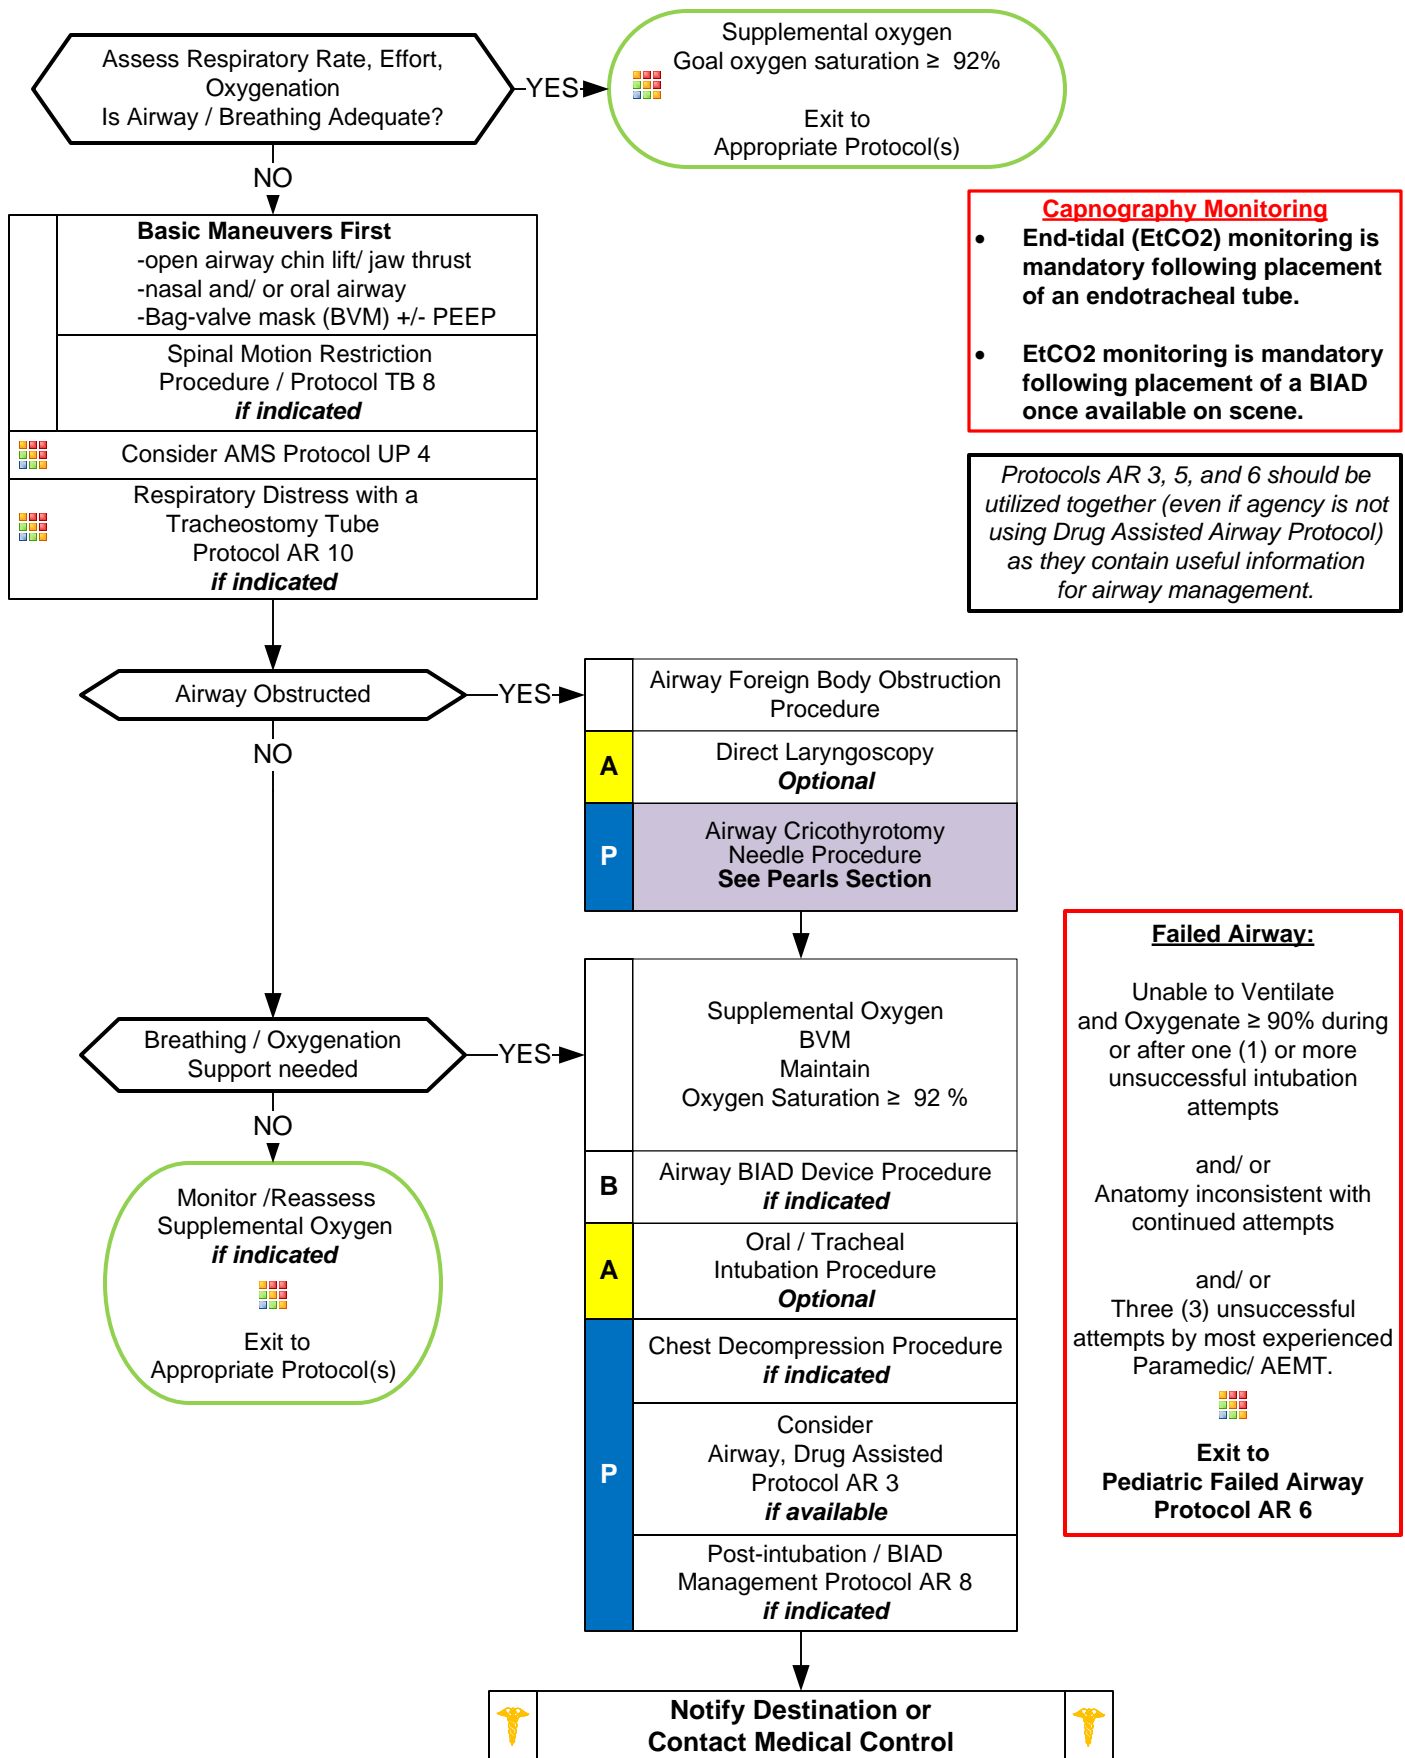 Assess Respiratory Rate, Effort,
Oxygenation
Is Airway / Breathing Adequate?
YES
Supplemental oxygen
Goal oxygen saturation ≥ 92%
Exit to
Appropriate Protocol(s)
NO
Basic Maneuvers First
-open airway chin lift/ jaw thrust
-nasal and/ or oral airway
-Bag-valve mask (BVM) +/- PEEP
Spinal Motion Restriction
Procedure / Protocol TB 8
if indicated
Consider AMS Protocol UP 4
Respiratory Distress with a
Tracheostomy Tube
Protocol AR 10
if indicated
Capnography Monitoring
• End-tidal (EtCO2) monitoring is
mandatory following placement
of an endotracheal tube.
• EtCO2 monitoring is mandatory
following placement of a BIAD
once available on scene.
Protocols AR 3, 5, and 6 should be
utilized together (even if agency is not
using Drug Assisted Airway Protocol)
as they contain useful information
for airway management.
Airway Obstructed
YES
NO
Airway Foreign Body Obstruction
Procedure
A
Direct Laryngoscopy
Optional
P
Airway Cricothyrotomy
Needle Procedure
See Pearls Section
Breathing / Oxygenation
Support needed
YES
NO
Monitor /Reassess
Supplemental Oxygen
if indicated
Exit to
Appropriate Protocol(s)
Supplemental Oxygen
BVM
Maintain
Oxygen Saturation ≥ 92 %
B
Airway BIAD Device Procedure
if indicated
A
Oral / Tracheal
Intubation Procedure
Optional
P
Chest Decompression Procedure
if indicated
Consider
Airway, Drug Assisted
Protocol AR 3
if available
Post-intubation / BIAD
Management Protocol AR 8
if indicated
Failed Airway:
Unable to Ventilate
and Oxygenate ≥ 90% during
or after one (1) or more
unsuccessful intubation
attempts
and/ or
Anatomy inconsistent with
continued attempts
and/ or
Three (3) unsuccessful
attempts by most experienced
Paramedic/ AEMT.
Exit to
Pediatric Failed Airway
Protocol AR 6
Notify Destination or
Contact Medical Control